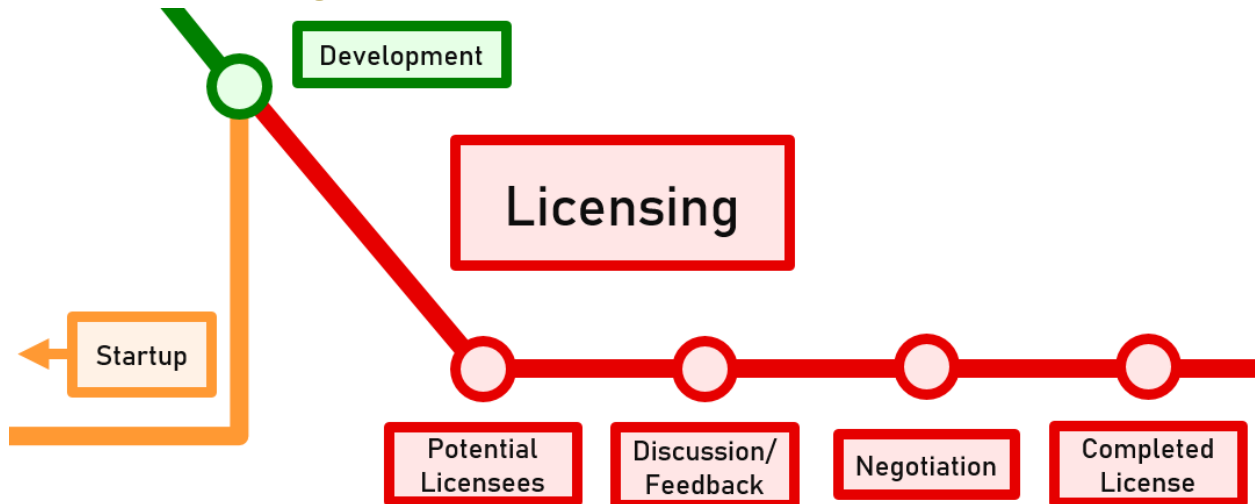 Development
Licensing
Startup
Potential
Licensees
Discussion/
Feedback
Negotiation
Completed
License